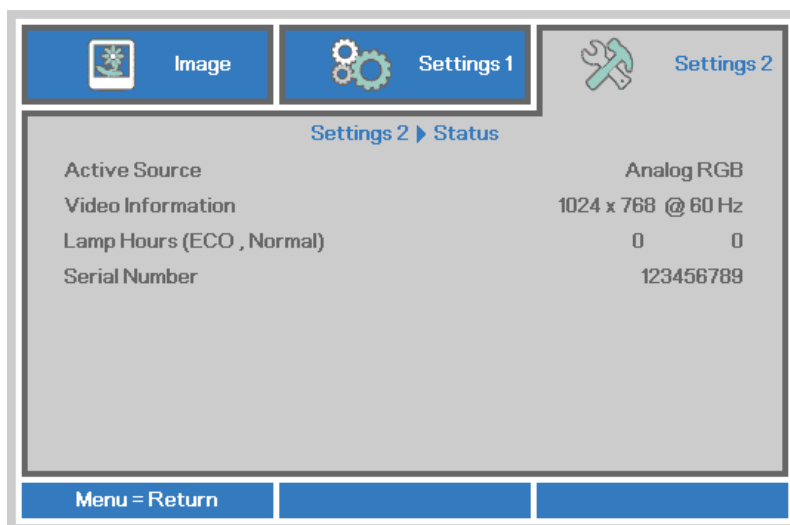 Image Settings 1 Settings 2
Settings 2 Status
Active Source Analog RGB
Video Information 1024 x 768 @ 60 Hz
Lamp Hours (ECO , Normal) 0 0
Serial Number 123456789
Menu = Return